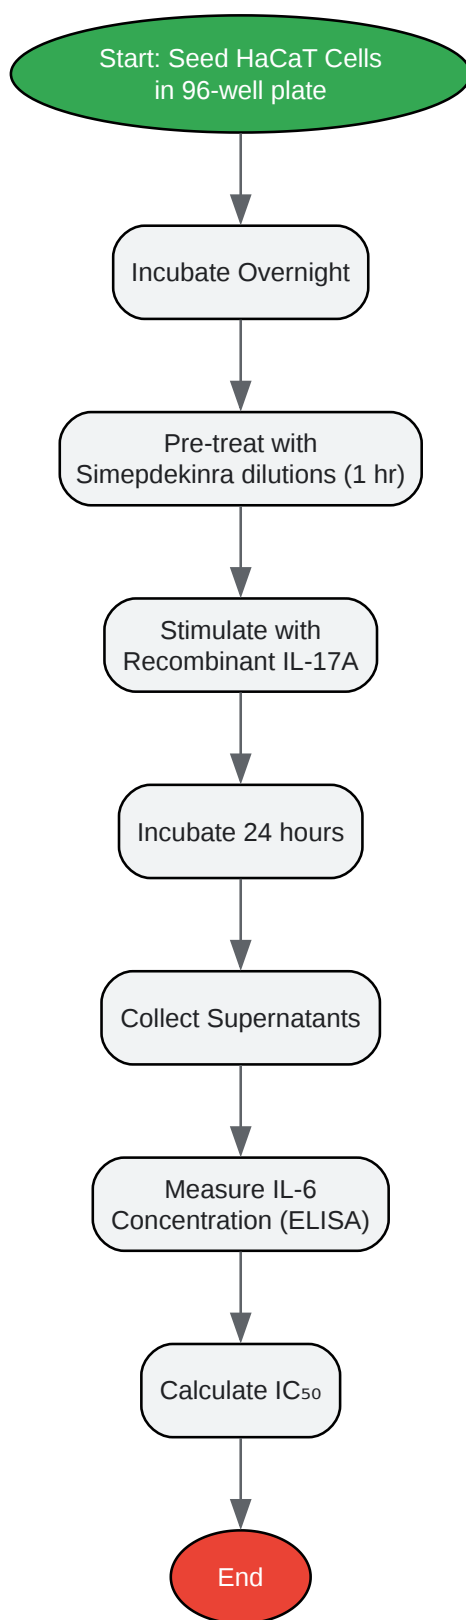 Start: Seed HaCaT Cells
in 96-well plate
Incubate Overnight
Pre-treat with
Simepdekinra dilutions (1 hr)
Stimulate with
Recombinant IL-17A
Incubate 24 hours
Collect Supernatants
Measure IL-6
Concentration (ELISA)
Calculate IC₅₀
End